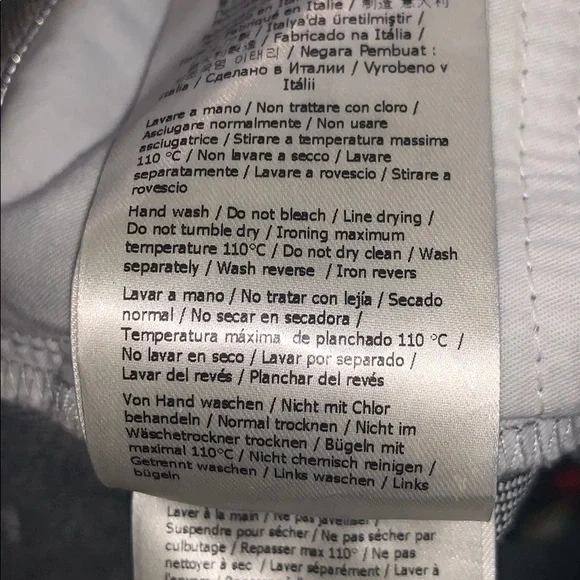 en Italie / 制造 意大利
Italya'da üretilmiştir /
/ Fabricado na Itália /
이태리 / Negara Pembuat :
Italia / Сделано в Италии / Vyrobeno v
Itálii
Lavare a mano / Non trattare con cloro /
Asciugare normalmente / Non usare
asciugatrice / Stirare a temperatura massima
110 °C / Non lavare a secco / Lavare
separatamente / Lavare a rovescio / Stirare a
rovescio
Hand wash / Do not bleach / Line drying /
Do not tumble dry / Ironing maximum
temperature 110°C / Do not dry clean / Wash
separately / Wash reverse / Iron revers
Lavar a mano / No tratar con lejía / Secado
normal / No secar en secadora /
Temperatura máxima de planchado 110 °C /
No lavar en seco / Lavar por separado /
Lavar del revés / Planchar del revés
Von Hand waschen / Nicht mit Chlor
behandeln / Normal trocknen / Nicht im
Wäschetrockner trocknen / Bügeln mit
maximal 110°C / Nicht chemisch reinigen /
Getrennt waschen / Links waschen / Links
bügeln
Laver à la main / Ne pas javelliser /
Suspendre pour sécher / Ne pas sécher par
culbutage / Repasser max 110° / Ne pas
nettoyer à sec / Laver séparément / Laver à